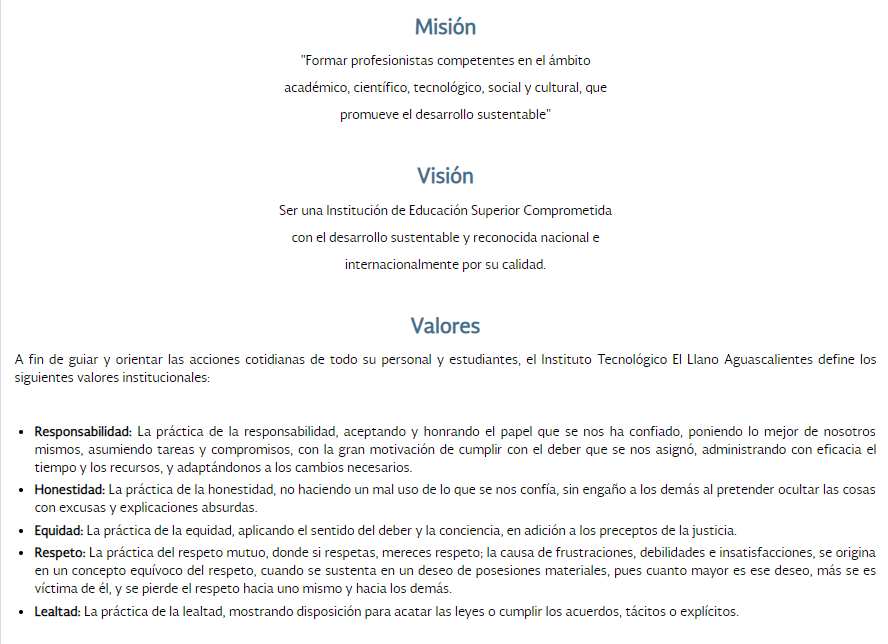 Misión
"Formar profesionistas competentes en el ámbito
académico, científico, tecnológico, social y cultural, que
promueve el desarrollo sustentable"
Visión
Ser una Institución de Educación Superior Comprometida
con el desarrollo sustentable y reconocida nacional e
internacionalmente por su calidad.
Valores
A fin de guiar y orientar las acciones cotidianas de todo su personal y estudiantes, el Instituto Tecnológico El Llano Aguascalientes define los
siguientes valores institucionales:
• Responsabilidad: La práctica de la responsabilidad, aceptando y honrando el papel que se nos ha confiado, poniendo lo mejor de nosotros
mismos, asumiendo tareas y compromisos, con la gran motivación de cumplir con el deber que se nos asignó, administrando con eficacia el
tiempo y los recursos, y adaptándonos a los cambios necesarios.
• Honestidad: La práctica de la honestidad, no haciendo un mal uso de lo que se nos confía, sin engaño a los demás al pretender ocultar las cosas
con excusas y explicaciones absurdas.
• Equidad: La práctica de la equidad, aplicando el sentido del deber y la conciencia, en adición a los preceptos de la justicia.
• Respeto: La práctica del respeto mutuo, donde si respetas, mereces respeto; la causa de frustraciones, debilidades e insatisfacciones, se origina
en un concepto equívoco del respeto, cuando se sustenta en un deseo de posesiones materiales, pues cuanto mayor es ese deseo, más se es
víctima de él, y se pierde el respeto hacia uno mismo y hacia los demás.
• Lealtad: La práctica de la lealtad, mostrando disposición para acatar las leyes o cumplir los acuerdos, tácitos o explícitos.